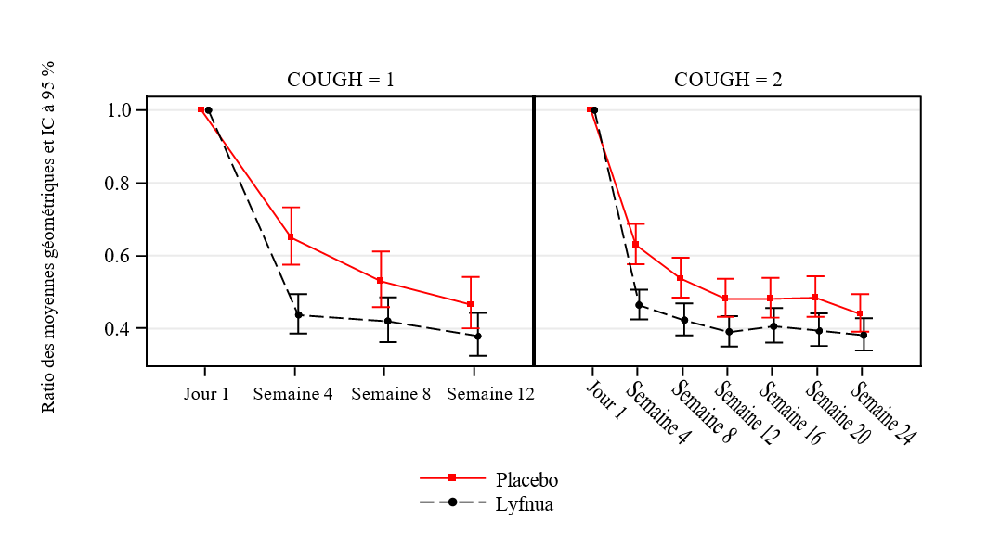 Ratio des moyennes géométriques et IC à 95 %
COUGH = 1
COUGH = 2
1.0
0.8
0.6
0.4
Jour 1
Semaine 4
Semaine 8
Semaine 12
Jour 1
Semaine 4
Semaine 8
Semaine 12
Semaine 16
Semaine 20
Semaine 24
Placebo
Lyfnua